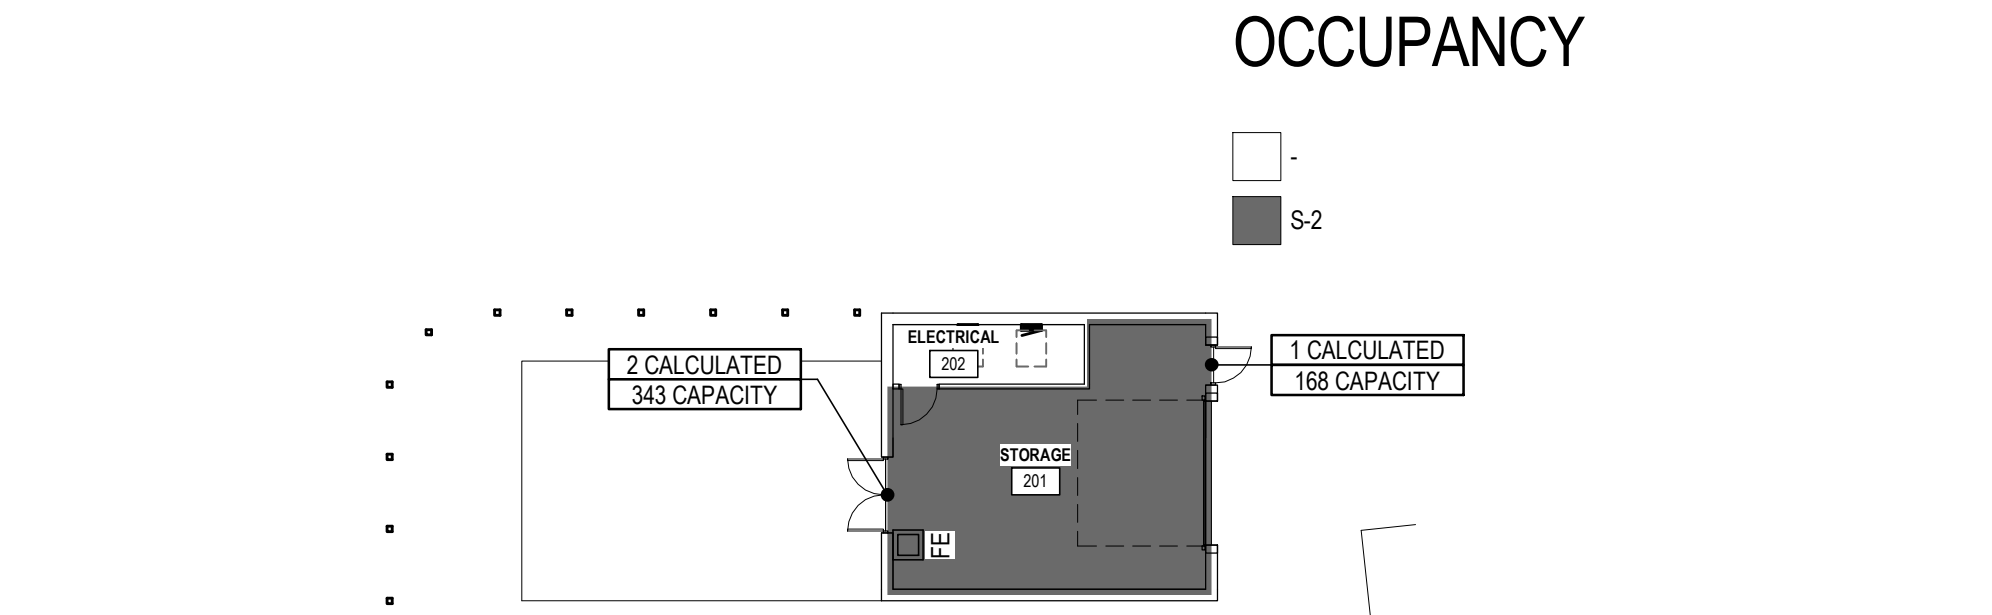 OCCUPANCY
-
S-2
ELECTRICAL
202
2 CALCULATED
343 CAPACITY
1 CALCULATED
168 CAPACITY
STORAGE
201
FE